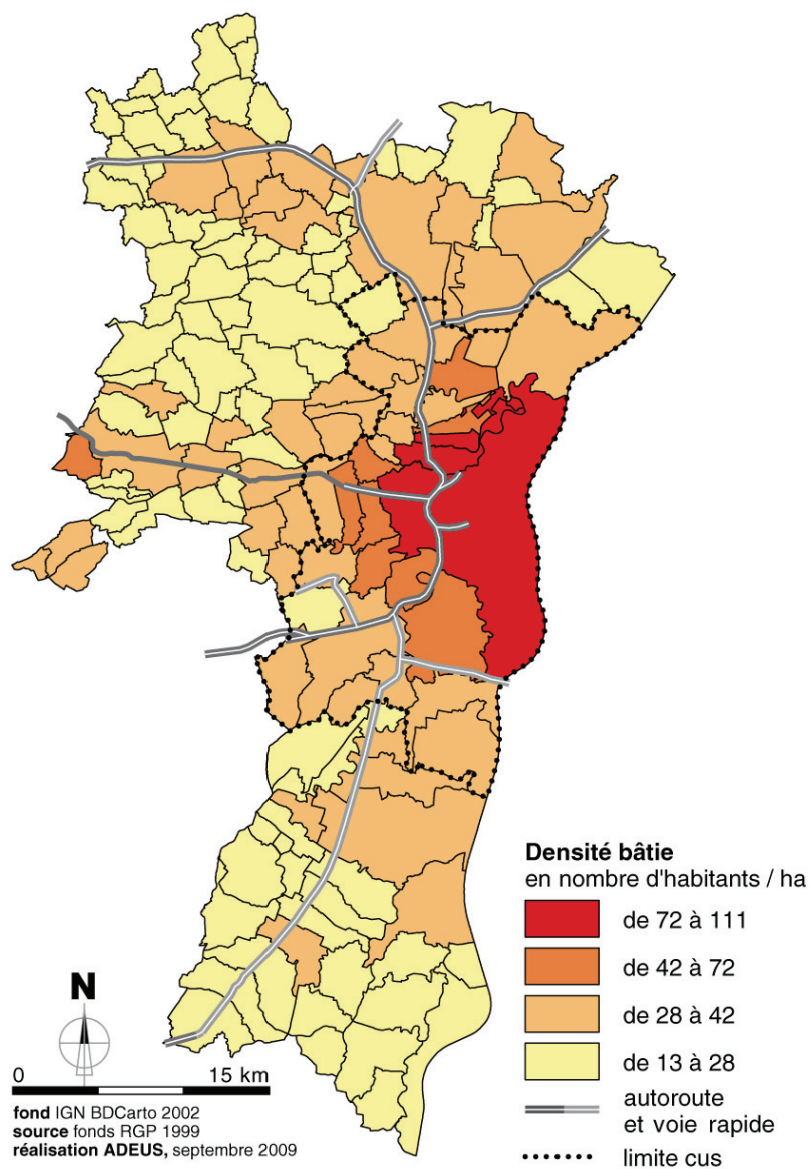 Densité bâtie
en nombre d'habitants / ha
de 72 à 111
de 42 à 72
de 28 à 42
de 13 à 28
autoroute
et voie rapide
limite cus
N
0 15 km
fond IGN BDCarto 2002
source fonds RGP 1999
réalisation ADEUS, septembre 2009